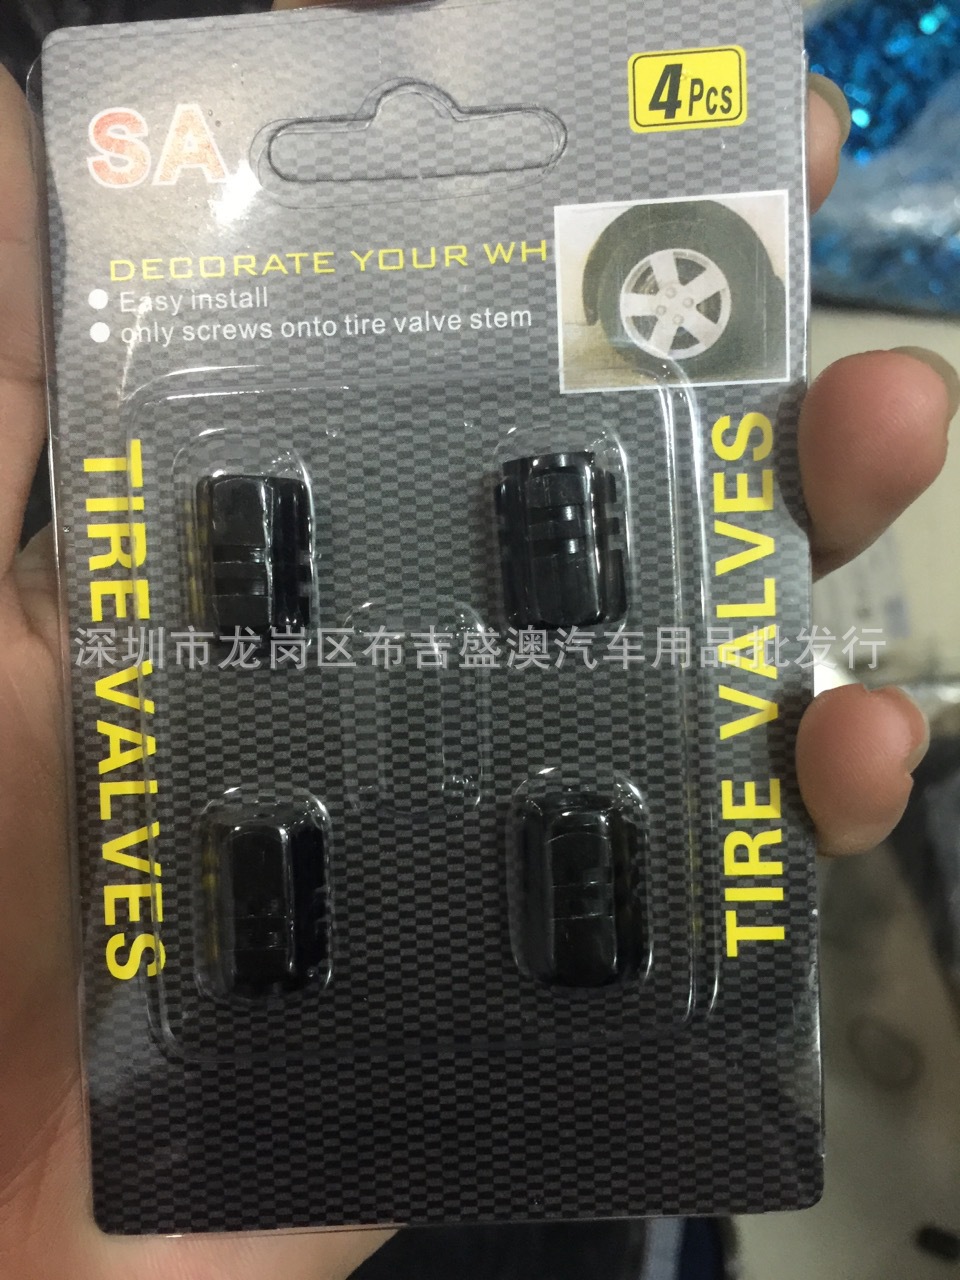 SA
4Pcs
DECORATE YOUR WH
Easy install
only screws onto tire valve stem
TIRE VALVES
TIRE VALVES
深圳市龙岗区布吉盛澳汽车用品批发行